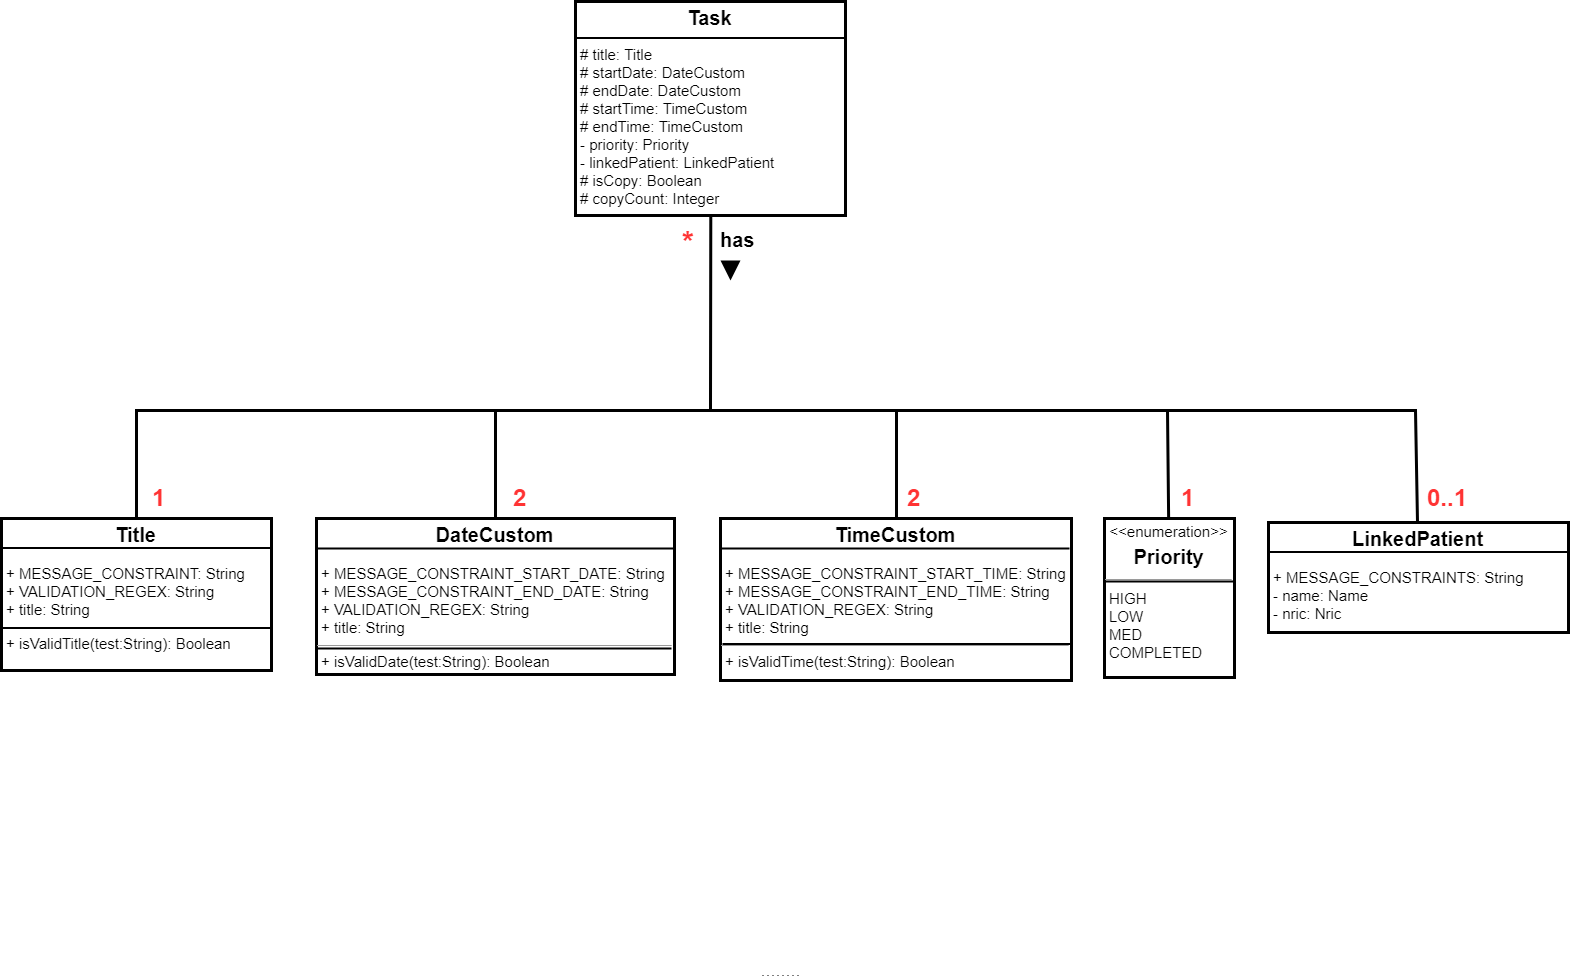 Task
# title: Title
# startDate: DateCustom
# endDate: DateCustom
# startTime: TimeCustom
# endTime: TimeCustom
- priority: Priority
- linkedPatient: LinkedPatient
# isCopy: Boolean
# copyCount: Integer
* has
1
2
2
1
0..1
Title
+ MESSAGE_CONSTRAINT: String
+ VALIDATION_REGEX: String
+ title: String
+ isValidTitle(test:String): Boolean
DateCustom
+ MESSAGE_CONSTRAINT_START_DATE: String
+ MESSAGE_CONSTRAINT_END_DATE: String
+ VALIDATION_REGEX: String
+ title: String
+ isValidDate(test:String): Boolean
TimeCustom
+ MESSAGE_CONSTRAINT_START_TIME: String
+ MESSAGE_CONSTRAINT_END_TIME: String
+ VALIDATION_REGEX: String
+ title: String
+ isValidTime(test:String): Boolean
<<enumeration>>
Priority
HIGH
LOW
MED
COMPLETED
LinkedPatient
+ MESSAGE_CONSTRAINTS: String
- name: Name
- nric: Nric